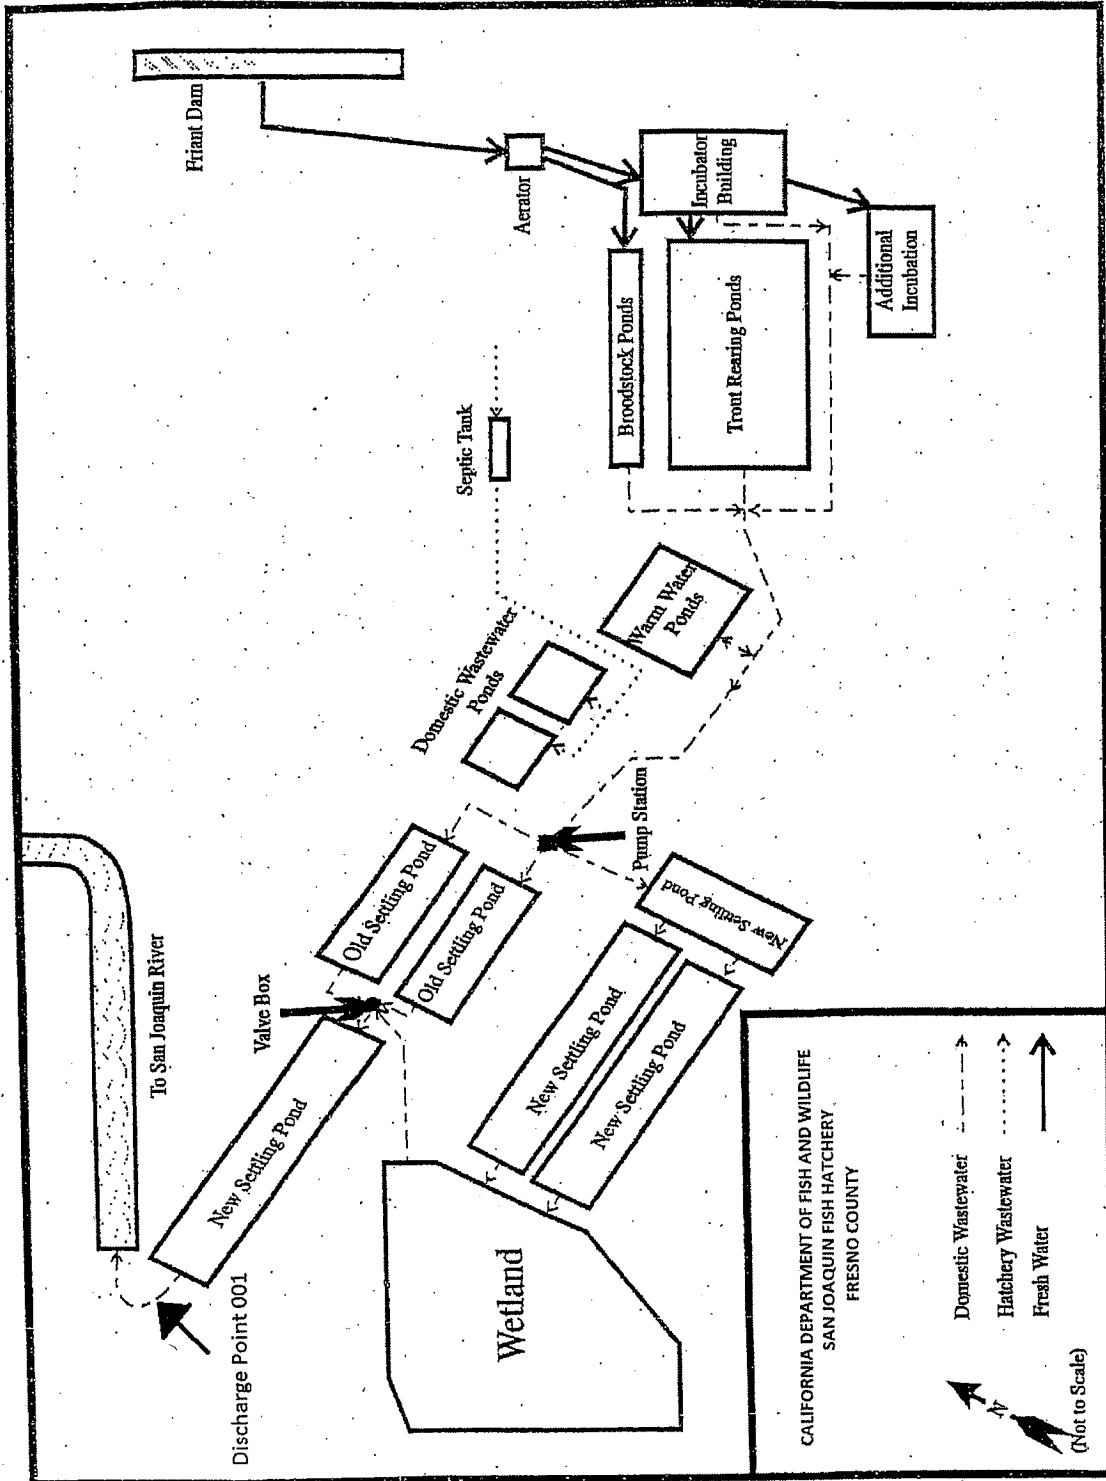 Friant Dam
Aerator
Incubator
Building
Additional
Incubation
Broodstock Ponds
Trout Rearing Ponds
Septic Tank
Warm Water
Ponds
Domestic Wastewater
Ponds
Pump Station
Old Settling Pond
Old Settling Pond
New Settling Pond
New Settling Pond
New Settling Pond
Valve Box
To San Joaquin River
New Settling Pond
Wetland
Discharge Point 001
CALIFORNIA DEPARTMENT OF FISH AND WILDLIFE
SAN JOAQUIN FISH HATCHERY
FRESNO COUNTY
Domestic Wastewater
Hatchery Wastewater
Fresh Water
N
(Not to Scale)